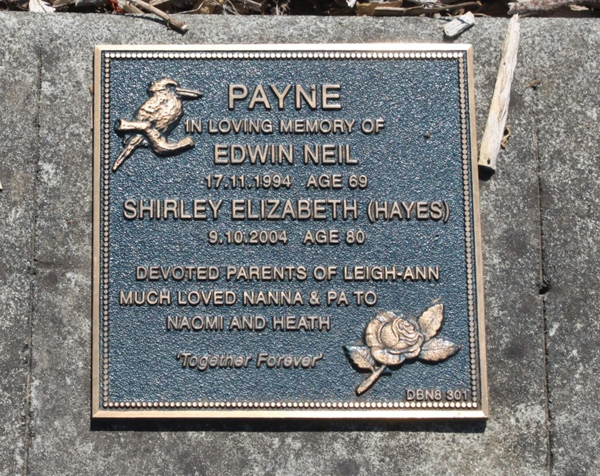 PAYNE
IN LOVING MEMORY OF
EDWIN NEIL
17.11.1994 AGE 69
SHIRLEY ELIZABETH (HAYES)
9.10.2004 AGE 80
DEVOTED PARENTS OF LEIGH-ANN
MUCH LOVED NANNA & PA TO
NAOMI AND HEATH
'Together Forever'
DBN8 301